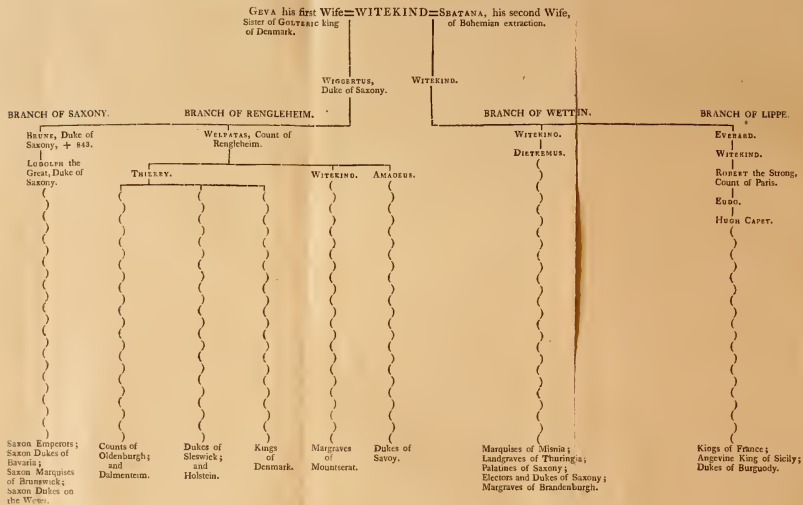 GEVA his first Wife=WITEKIND=SBATANA, his second Wife,
Sister of GOLTERIC king
of Denmark.
of Bohemian extraction.
WIGGERTUS,
Duke of Saxony.
WITEKIND.
BRANCH OF SAXONY.
BRUNE, Duke of
Saxony, + 843.
LUDOLPH the
Great, Duke of
Saxony.
BRANCH OF RENGLEHEIM.
WELPATAS, Count of
Rengleheim.
THIERRY.
WITEKIND.
AMADEUS.
BRANCH OF WETTIN.
WITEKIND.
DIETREMUS.
BRANCH OF LIPPE.
EVERARD.
WITEKIND.
ROBERT the Strong,
Count of Paris.
EUDO.
HUGH CAPET.
Saxon Emperors;
Saxon Dukes of
Bavaria;
Saxon Marquises
of Brunswick;
Saxon Dukes on
the Weser.
Counts of
Oldenburgh;
and
Dalmenteim.
Dukes of
Sleswick;
and
Holstein.
Kings
of
Denmark.
Margraves
of
Mountserat.
Dukes of
Savoy.
Marquises of Misnia;
Landgraves of Thuringia;
Palatines of Saxony;
Electors and Dukes of Saxony;
Margraves of Brandenburgh.
Kings of France;
Angevine King of Sicily;
Dukes of Burguody.